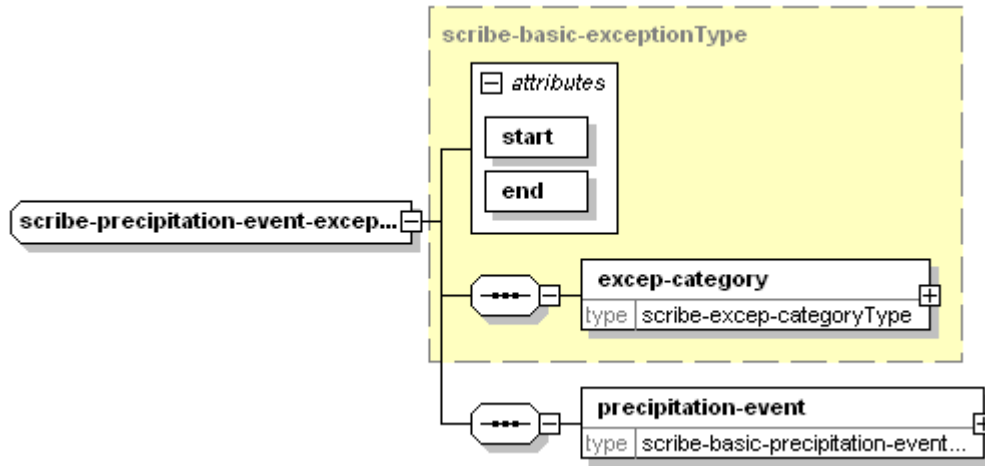 scribe-basic-exceptionType
attributes
start
end
scribe-precipitation-event-excep...
excep-category
type scribe-excep-categoryType
precipitation-event
type scribe-basic-precipitation-event...